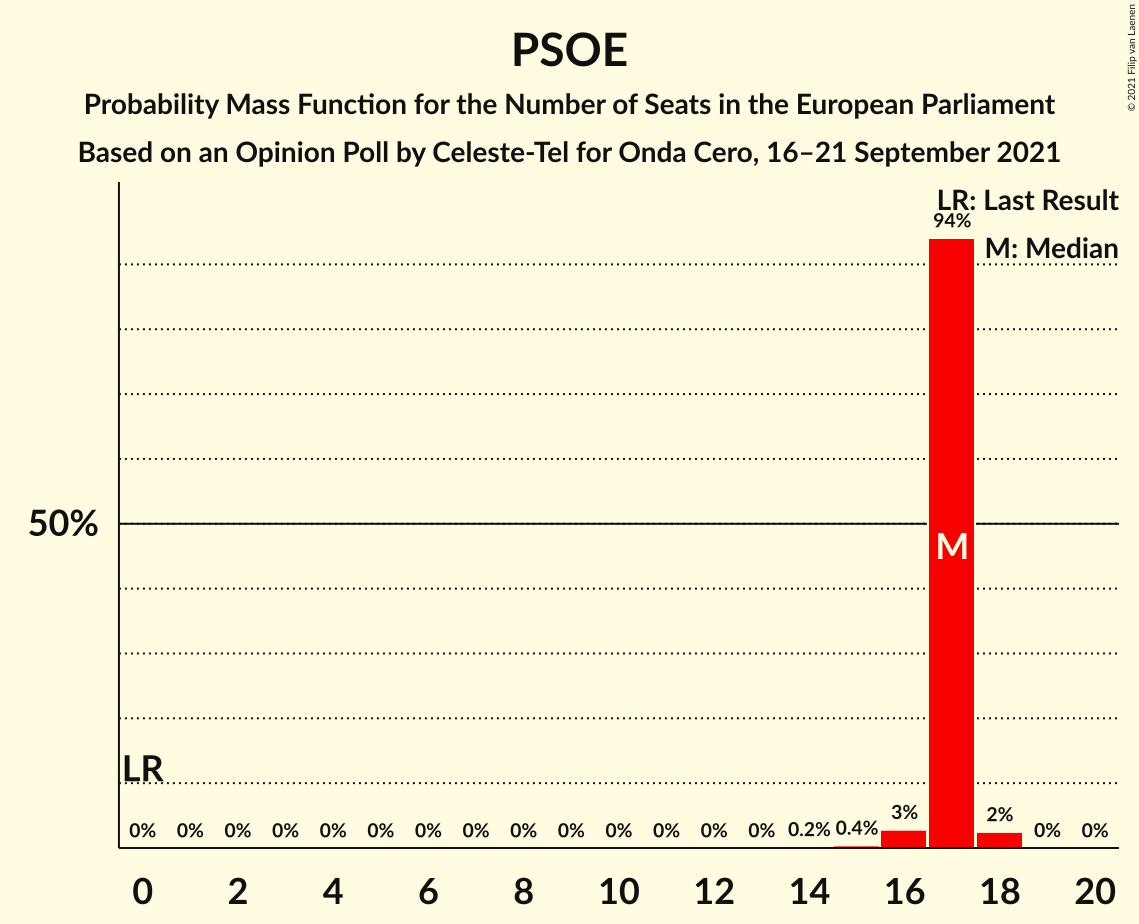 PSOE
Probability Mass Function for the Number of Seats in the European Parliament
Based on an Opinion Poll by Celeste-Tel for Onda Cero, 16–21 September 2021
© 2021 Filip van Laenen
LR: Last Result
94%
M: Median
50%
M
LR
0% 0% 0% 0% 0% 0% 0% 0% 0% 0% 0% 0% 0% 0% 0.2% 0.4% 3% 2% 0% 0%
0 2 4 6 8 10 12 14 16 18 20